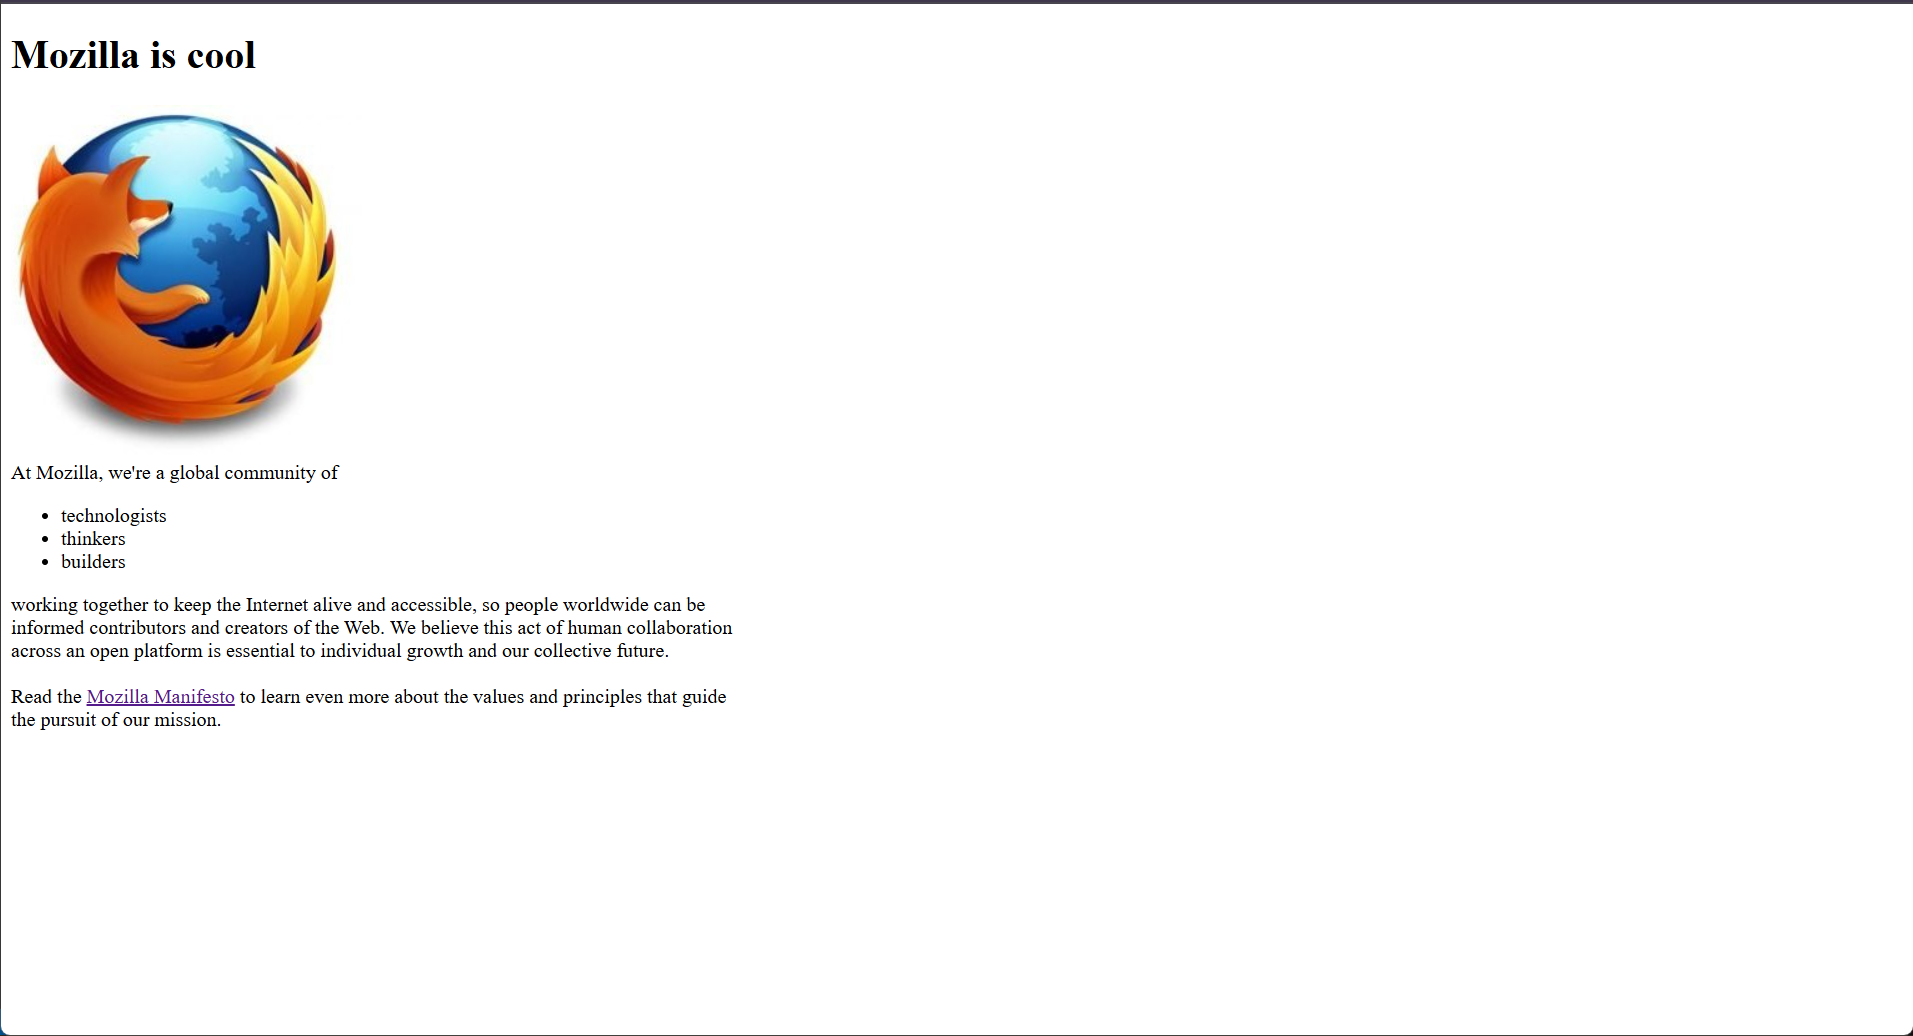 Mozilla is cool
At Mozilla, we're a global community of
technologists
thinkers
builders
working together to keep the Internet alive and accessible, so people worldwide can be
informed contributors and creators of the Web. We believe this act of human collaboration
across an open platform is essential to individual growth and our collective future.
Read the Mozilla Manifesto to learn even more about the values and principles that guide
the pursuit of our mission.